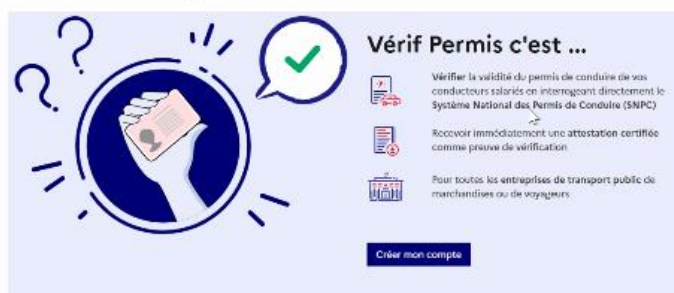 Vérif Permis c'est ...
Vérifier la validité du permis de conduire de vos
conducteurs salariés en interrogeant directement le
Système National des Permis de Conduire (SNPC)
Recevoir immédiatement une attestation certifiée
comme preuve de vérification
Pour toutes les entreprises de transport public de
marchandises ou de voyageurs
Créer mon compte